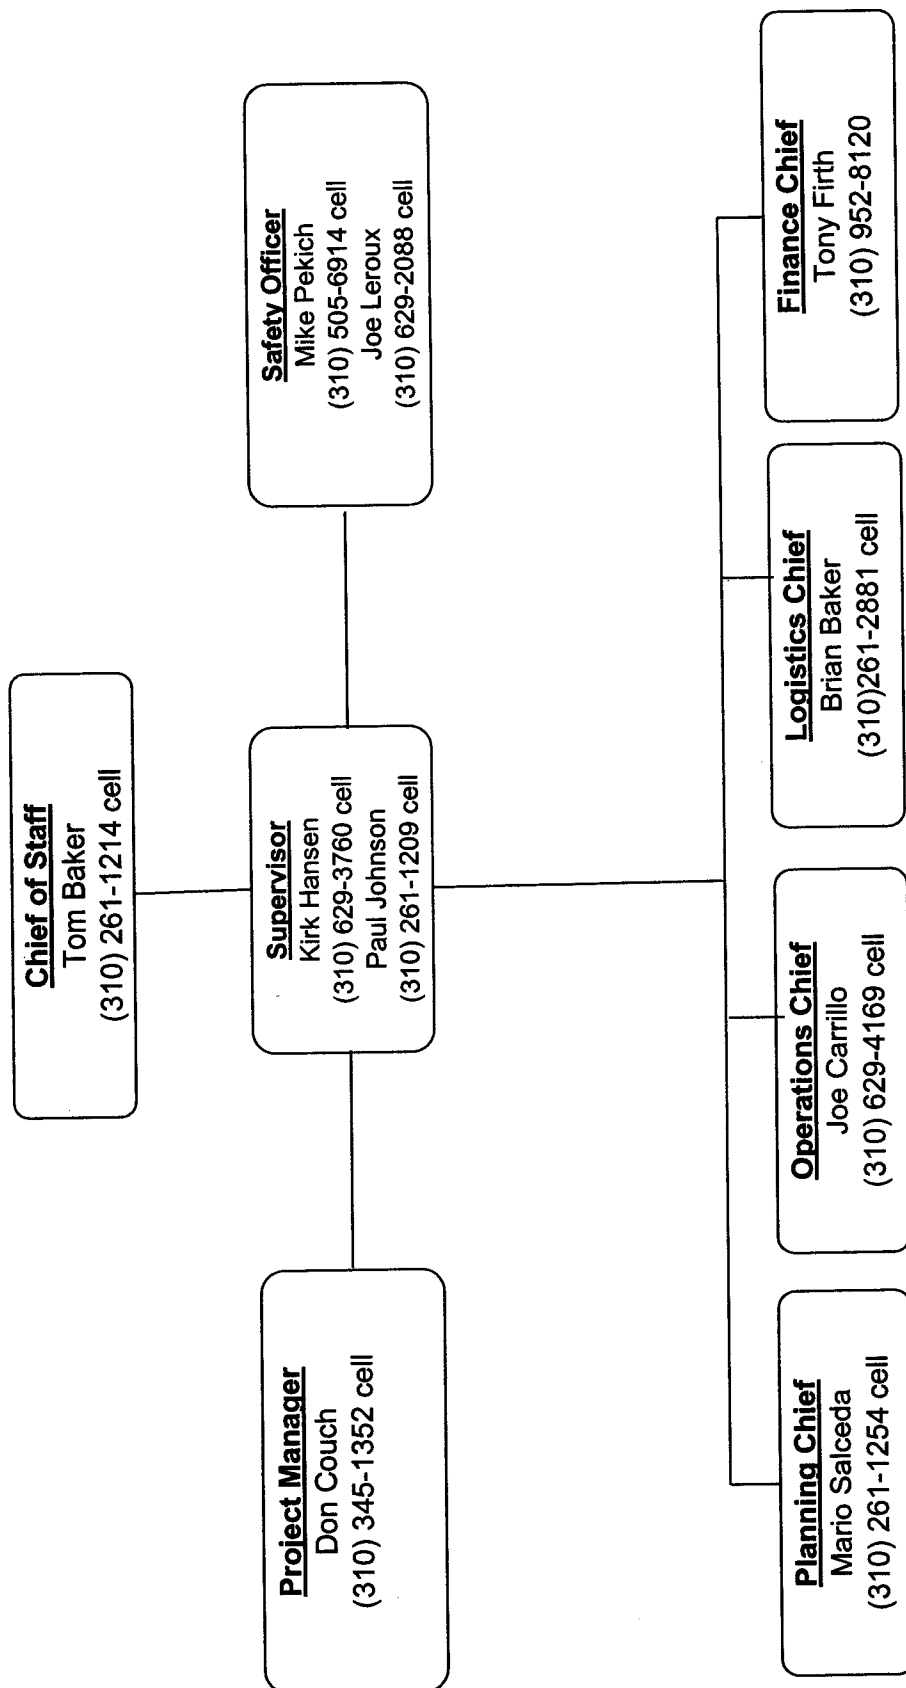 Chief of Staff
Tom Baker
(310) 261-1214 cell
Project Manager
Don Couch
(310) 345-1352 cell
Supervisor
Kirk Hansen
(310) 629-3760 cell
Paul Johnson
(310) 261-1209 cell
Safety Officer
Mike Pekich
(310) 505-6914 cell
Joe Leroux
(310) 629-2088 cell
Planning Chief
Mario Salceda
(310) 261-1254 cell
Operations Chief
Joe Carrillo
(310) 629-4169 cell
Logistics Chief
Brian Baker
(310)261-2881 cell
Finance Chief
Tony Firth
(310) 952-8120